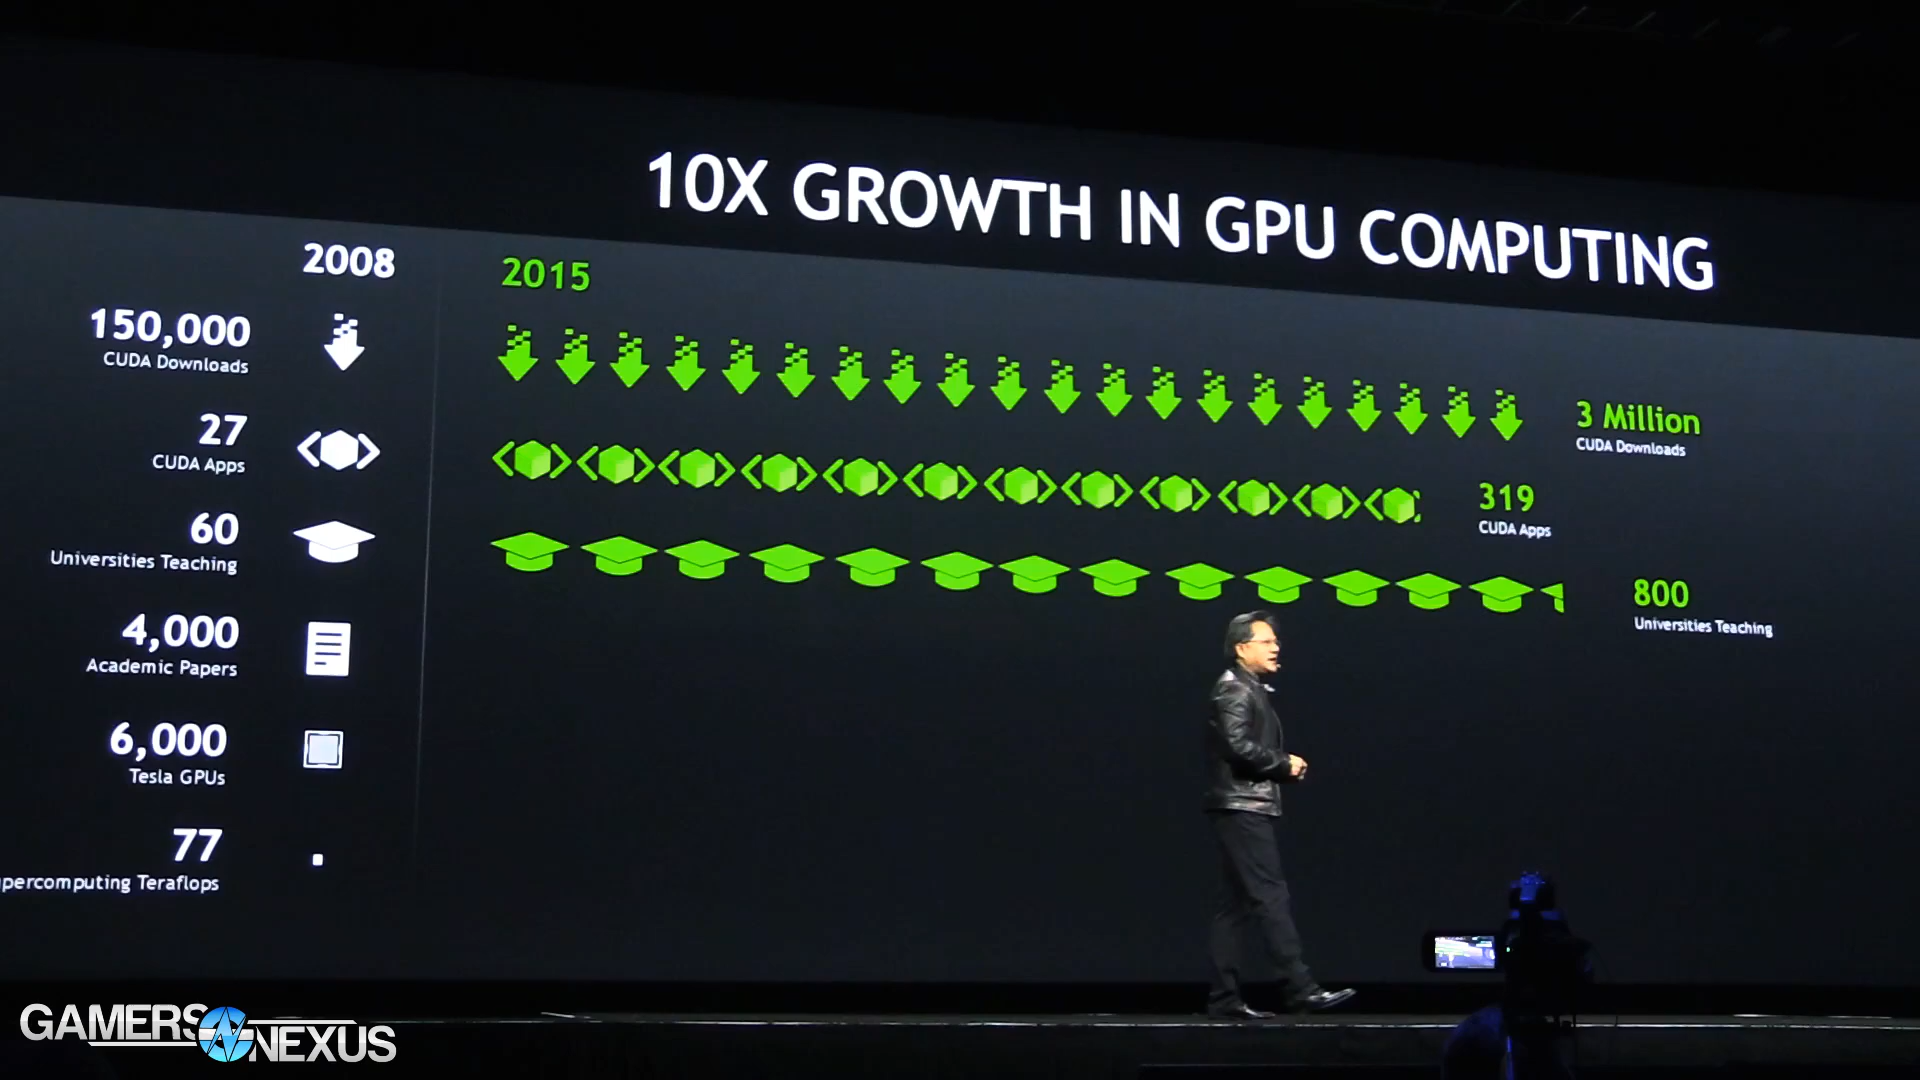 10X GROWTH IN GPU COMPUTING
2008
2015
150,000
CUDA Downloads
3 Million
CUDA Downloads
27
CUDA Apps
319
CUDA Apps
60
Universities Teaching
800
Universities Teaching
4,000
Academic Papers
6,000
Tesla GPUs
77
percomputing Teraflops
GAMERS
NEXUS